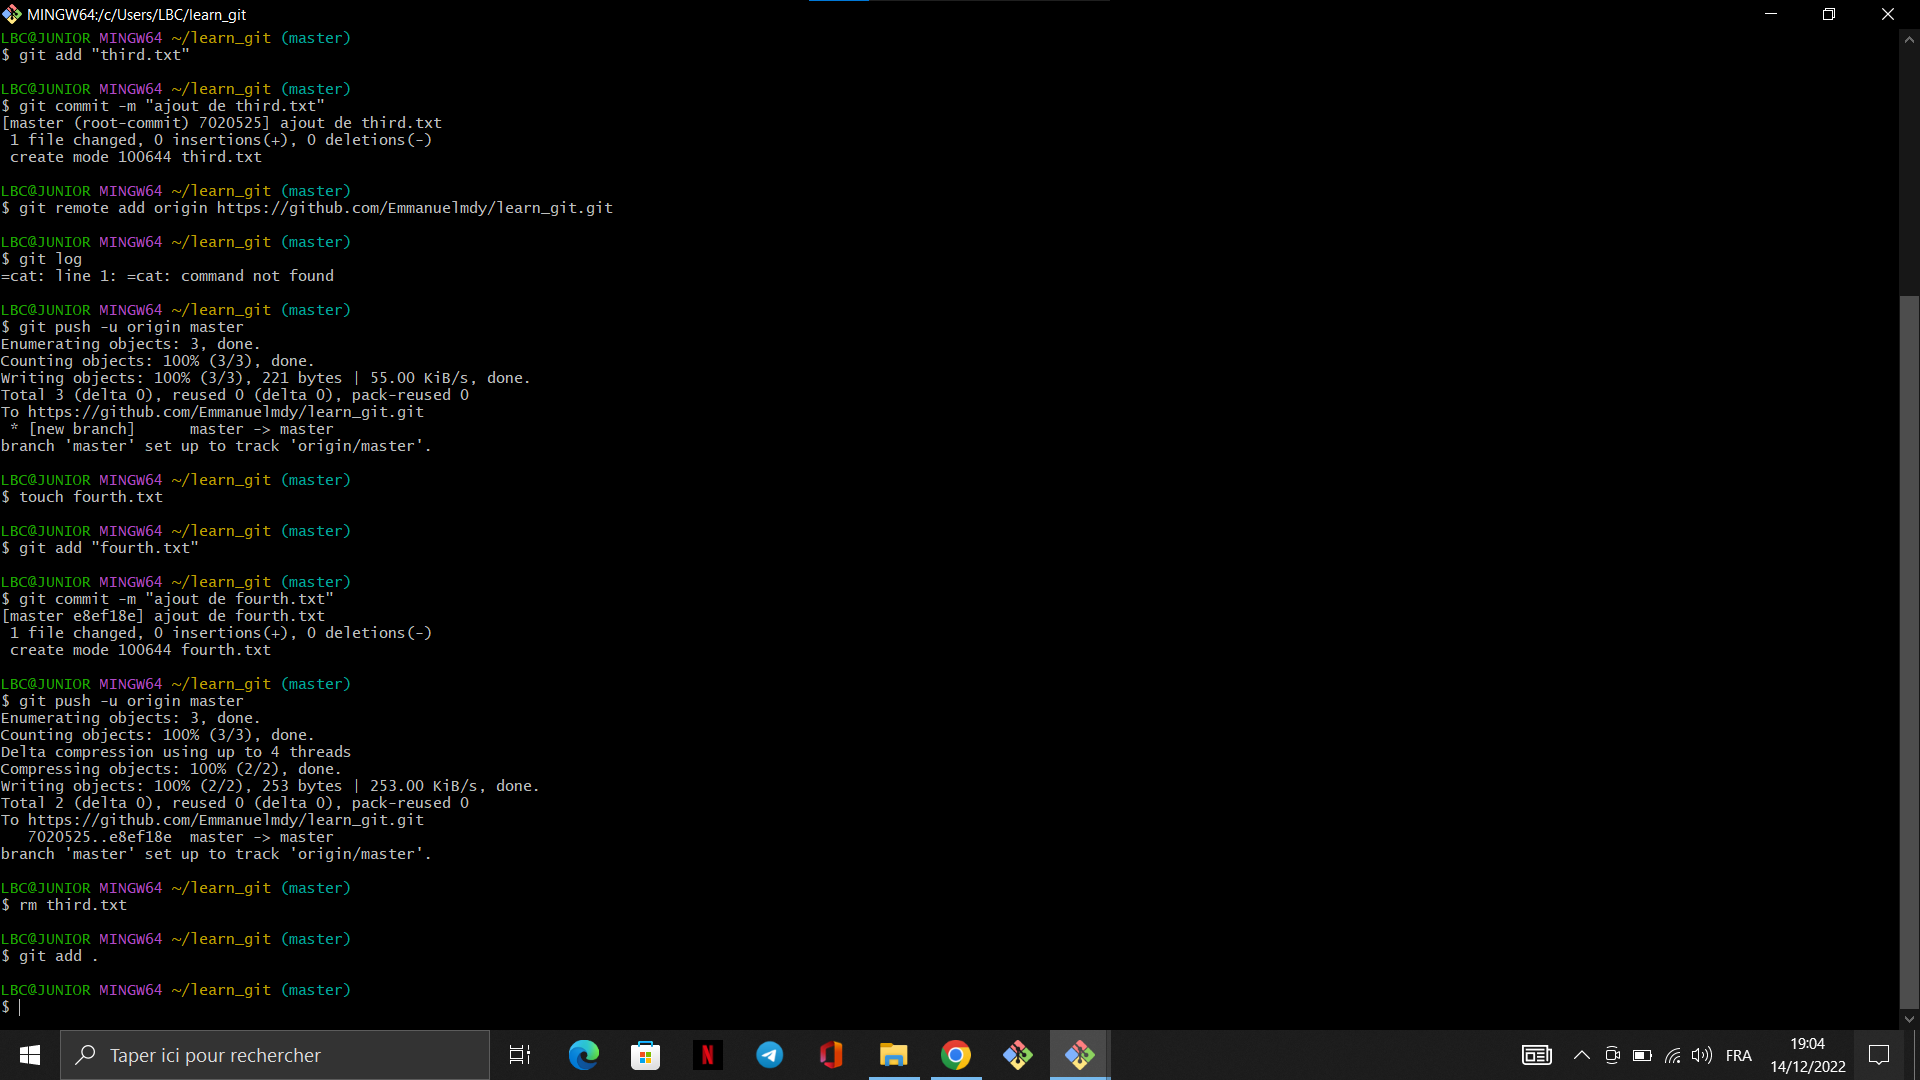 MINGW64:/c/Users/LBC/learn_git
LBC@JUNIOR MINGW64 ~/learn_git (master)
$ git add "third.txt"
LBC@JUNIOR MINGW64 ~/learn_git (master)
$ git commit -m "ajout de third.txt"
[master (root-commit) 7020525] ajout de third.txt
 1 file changed, 0 insertions(+), 0 deletions(-)
 create mode 100644 third.txt
LBC@JUNIOR MINGW64 ~/learn_git (master)
$ git remote add origin https://github.com/Emmanuelmdy/learn_git.git
LBC@JUNIOR MINGW64 ~/learn_git (master)
$ git log
=cat: line 1: =cat: command not found
LBC@JUNIOR MINGW64 ~/learn_git (master)
$ git push -u origin master
Enumerating objects: 3, done.
Counting objects: 100% (3/3), done.
Writing objects: 100% (3/3), 221 bytes | 55.00 KiB/s, done.
Total 3 (delta 0), reused 0 (delta 0), pack-reused 0
To https://github.com/Emmanuelmdy/learn_git.git
 * [new branch]      master -> master
branch 'master' set up to track 'origin/master'.
LBC@JUNIOR MINGW64 ~/learn_git (master)
$ touch fourth.txt
LBC@JUNIOR MINGW64 ~/learn_git (master)
$ git add "fourth.txt"
LBC@JUNIOR MINGW64 ~/learn_git (master)
$ git commit -m "ajout de fourth.txt"
[master e8ef18e] ajout de fourth.txt
 1 file changed, 0 insertions(+), 0 deletions(-)
 create mode 100644 fourth.txt
LBC@JUNIOR MINGW64 ~/learn_git (master)
$ git push -u origin master
Enumerating objects: 3, done.
Counting objects: 100% (3/3), done.
Delta compression using up to 4 threads
Compressing objects: 100% (2/2), done.
Writing objects: 100% (2/2), 253 bytes | 253.00 KiB/s, done.
Total 2 (delta 0), reused 0 (delta 0), pack-reused 0
To https://github.com/Emmanuelmdy/learn_git.git
   7020525..e8ef18e  master -> master
branch 'master' set up to track 'origin/master'.
LBC@JUNIOR MINGW64 ~/learn_git (master)
$ rm third.txt
LBC@JUNIOR MINGW64 ~/learn_git (master)
$ git add .
LBC@JUNIOR MINGW64 ~/learn_git (master)
$
Taper ici pour rechercher
N
FRA
19:04
14/12/2022